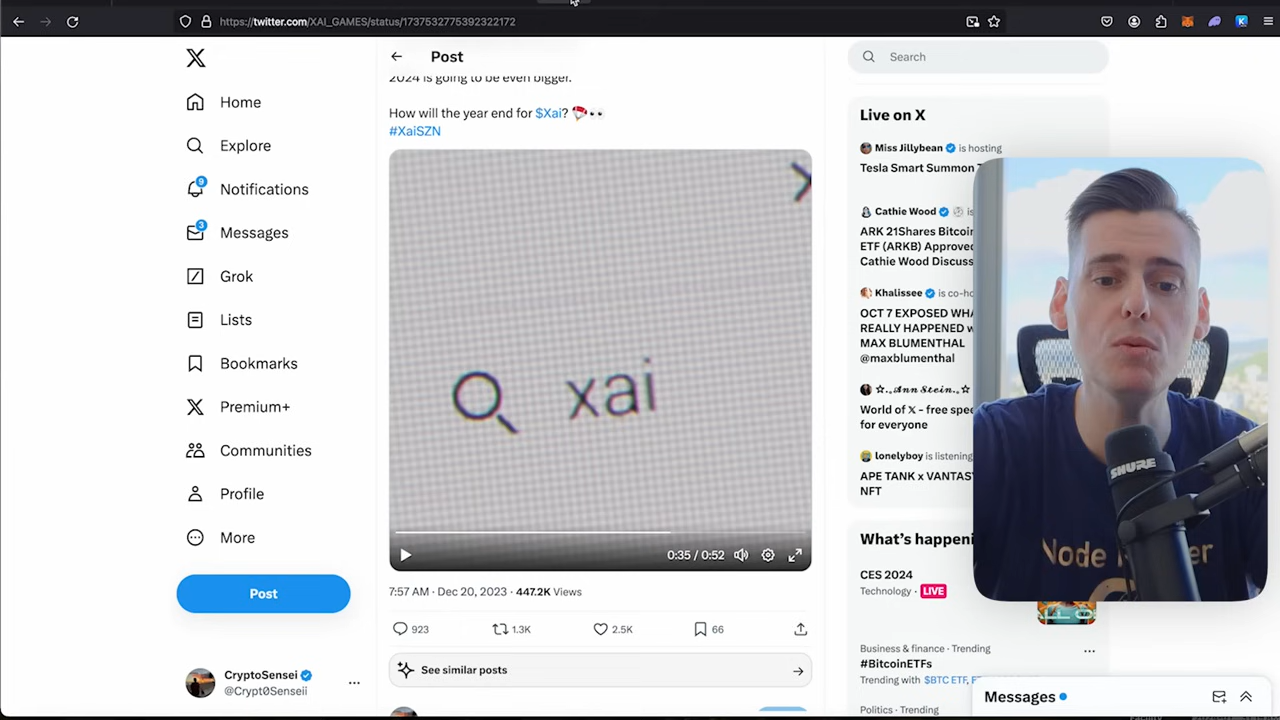 https://twitter.com/XAI_GAMES/status/1737532775392322172
Home
Explore
9
Notifications
3
Messages
Grok
Lists
Bookmarks
Premium+
Communities
Profile
More
Post
CryptoSensei
@Crypt0Senseii
Post
2024 is going to be even bigger.
How will the year end for $Xai? 🎅👀
#XaiSZN
xai
0:35 / 0:52
7:57 AM · Dec 20, 2023 · 447.2K Views
923
1.3K
2.5K
66
See similar posts
Search
Live on X
Miss Jillybean is hosting
Tesla Smart Summon
Cathie Wood
ARK 21Shares Bitcoin
ETF (ARKB) Approved
Cathie Wood Discuss
Khalissee is co-ho
OCT 7 EXPOSED WHA
REALLY HAPPENED
MAX BLUMENTHAL
@maxblumenthal
☆.｡𝒜𝓃𝓃 𝒮𝓉𝑒𝒾𝓃.｡☆
World of 𝕏 - free spee
for everyone
lonelyboy is listening
APE TANK x VANTAS
NFT
What's happeni
CES 2024
Technology · LIVE
Business & finance · Trending
#BitcoinETFs
Trending with $BTC ETF,
Politics · Trending
Messages
SHURE
Node